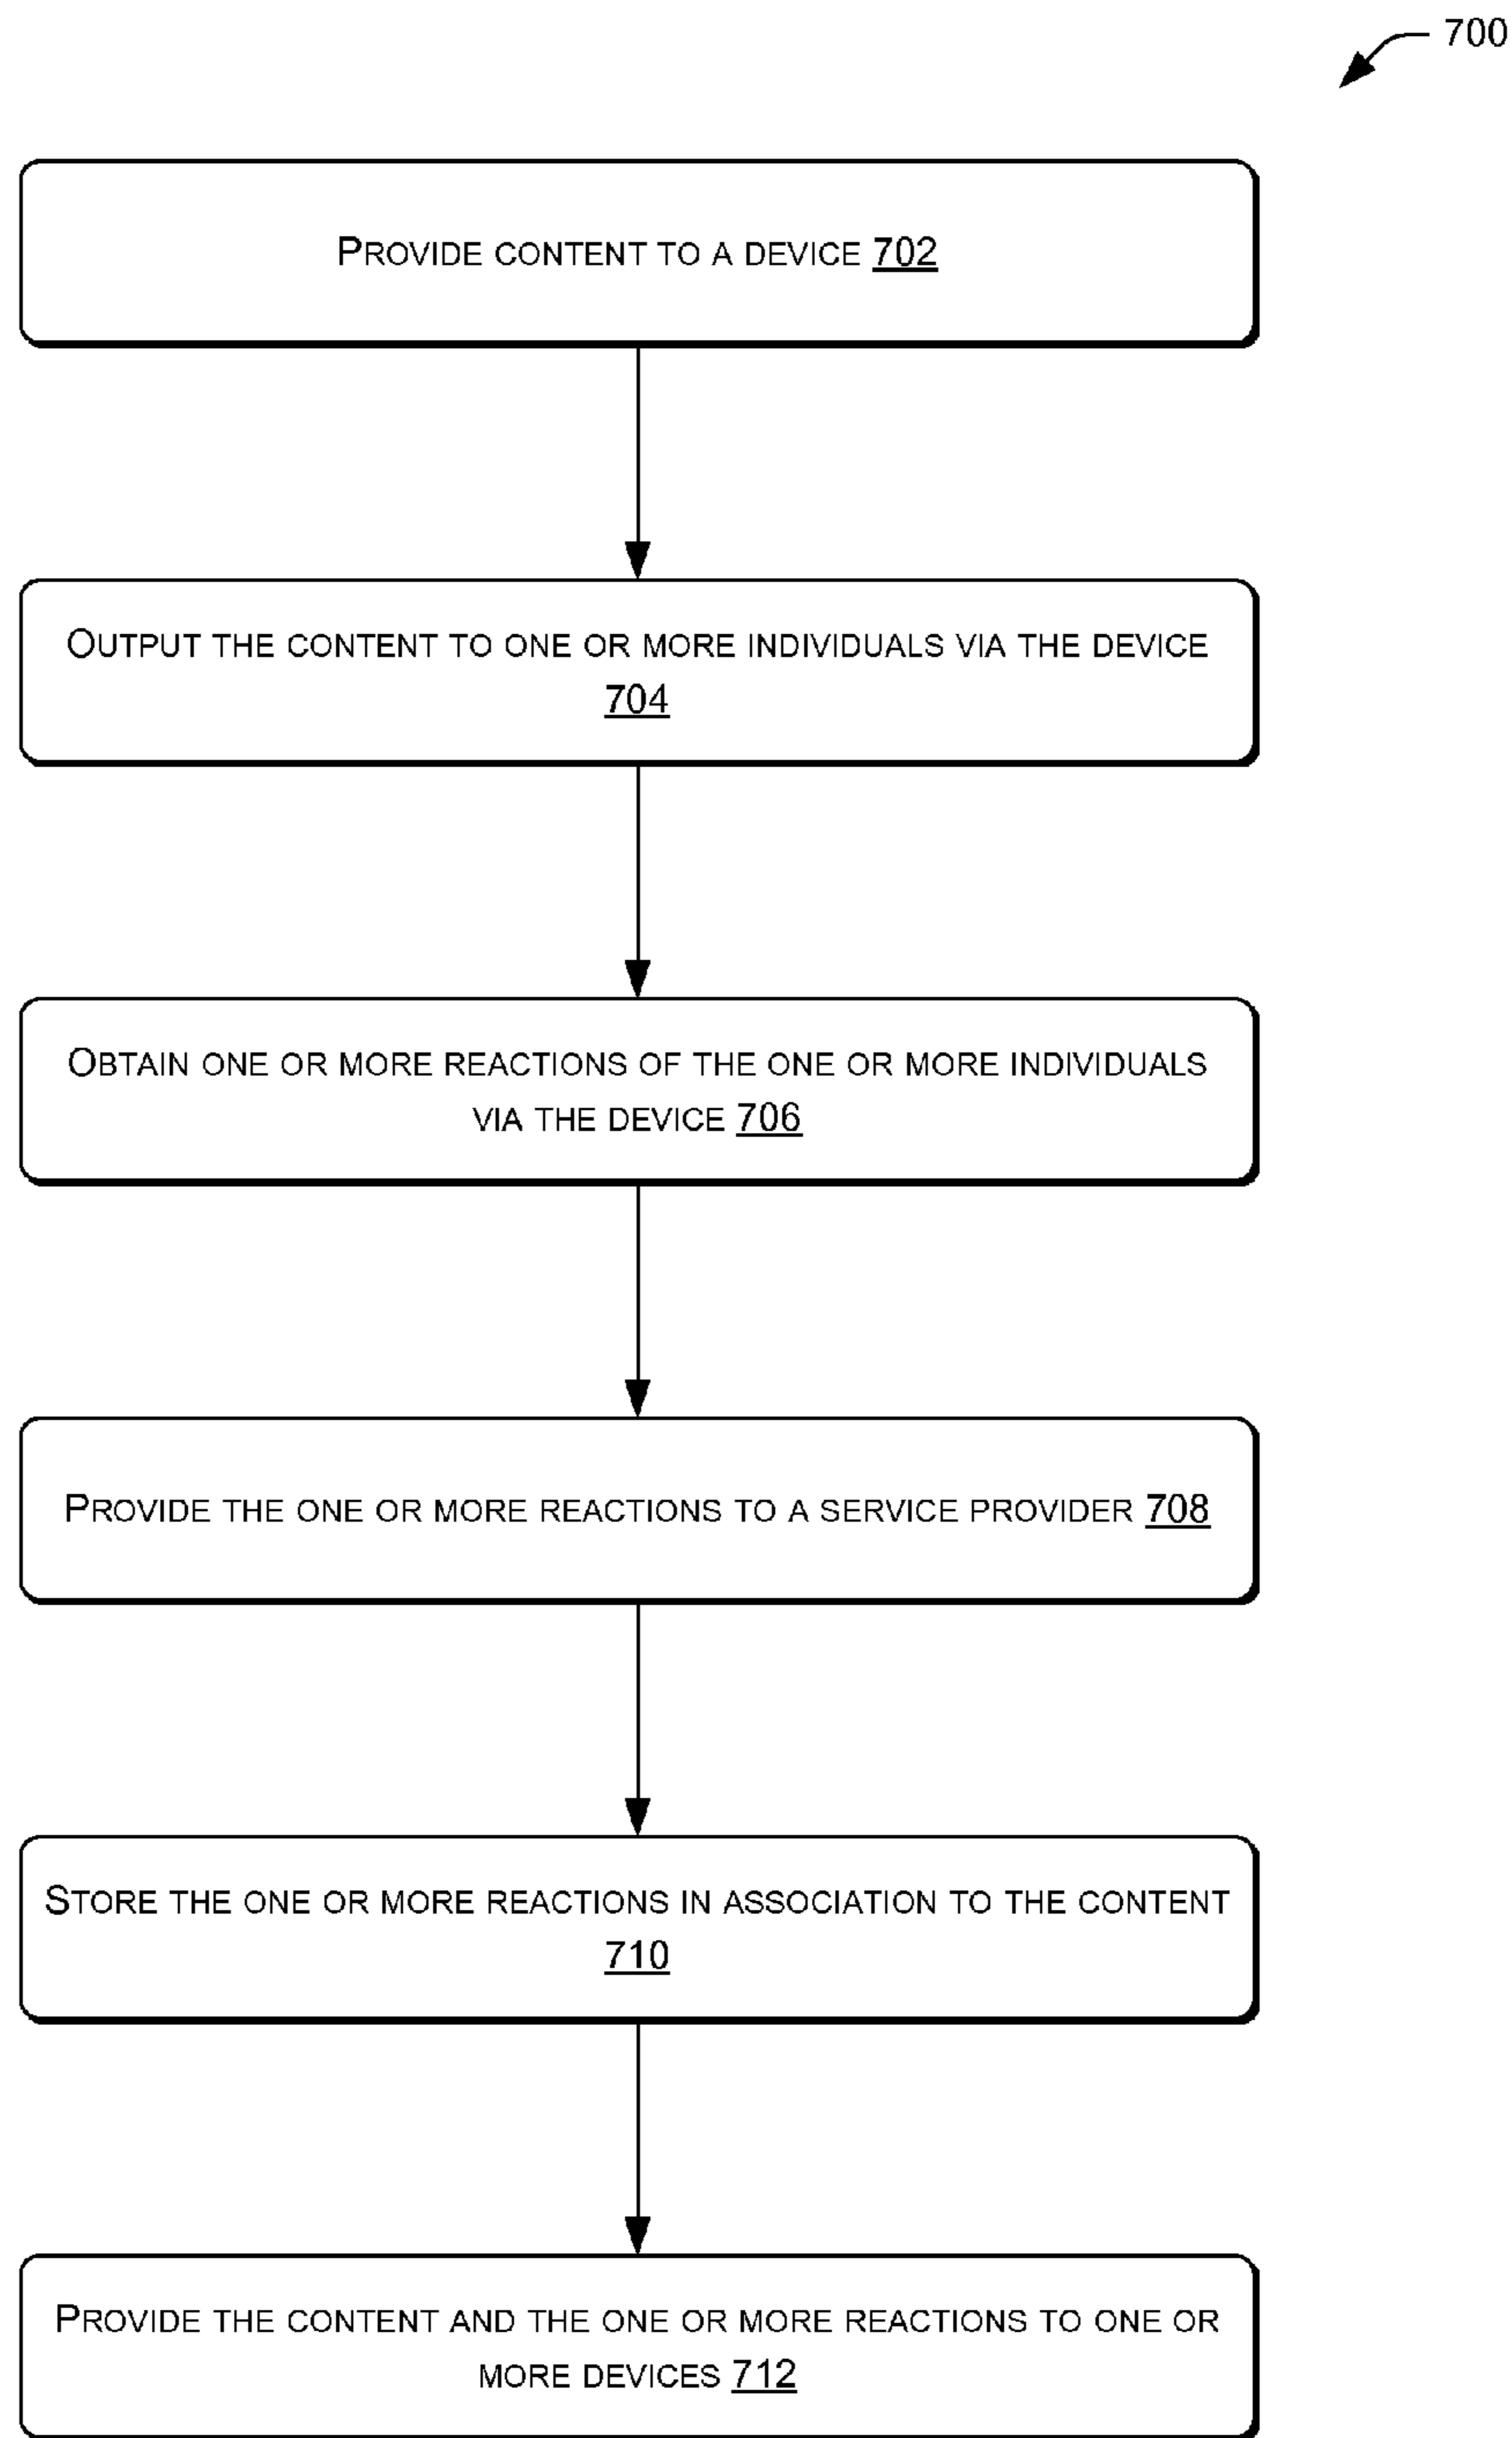 700
PROVIDE CONTENT TO A DEVICE 702
OUTPUT THE CONTENT TO ONE OR MORE INDIVIDUALS VIA THE DEVICE
704
OBTAIN ONE OR MORE REACTIONS OF THE ONE OR MORE INDIVIDUALS
VIA THE DEVICE 706
PROVIDE THE ONE OR MORE REACTIONS TO A SERVICE PROVIDER 708
STORE THE ONE OR MORE REACTIONS IN ASSOCIATION TO THE CONTENT
710
PROVIDE THE CONTENT AND THE ONE OR MORE REACTIONS TO ONE OR
MORE DEVICES 712